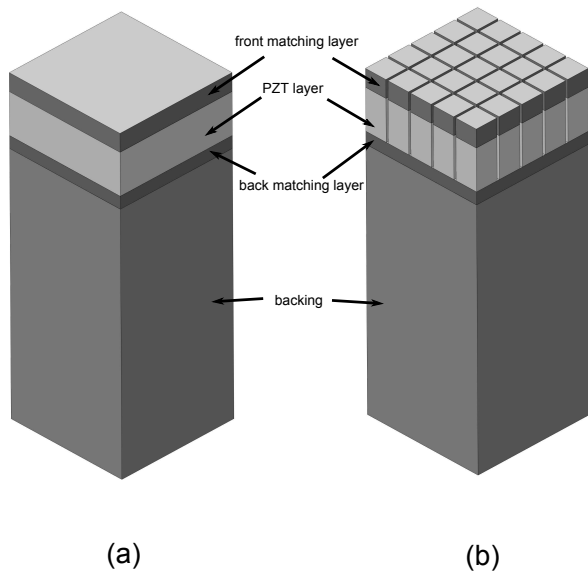 front matching layer
PZT layer
back matching layer
backing
(a)
(b)